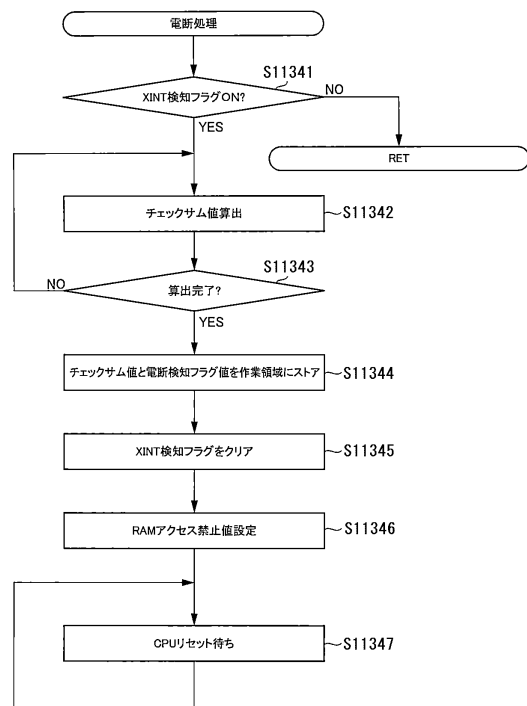 電断処理
S11341
XINT検知フラグON?
NO
YES
RET
チェックサム値算出
S11342
S11343
算出完了?
NO
YES
チェックサム値と電断検知フラグ値を作業領域にストア
S11344
XINT検知フラグをクリア
S11345
RAMアクセス禁止値設定
S11346
CPUリセット待ち
S11347